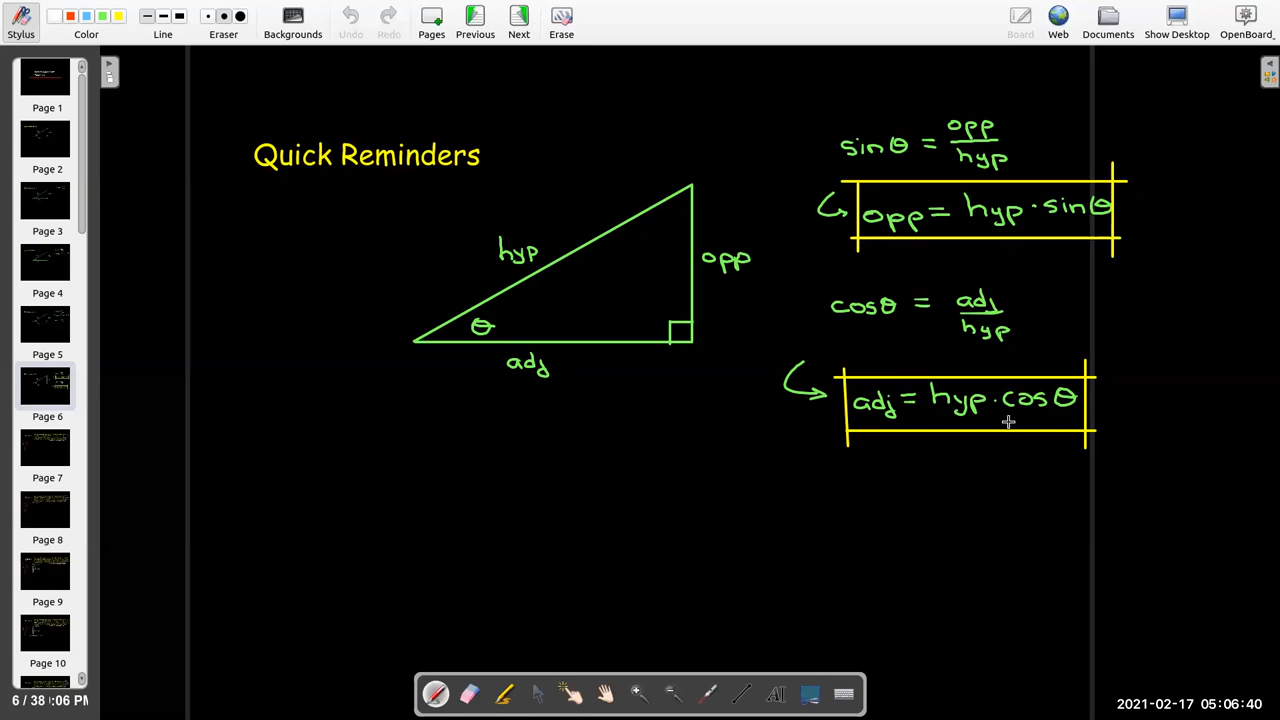 Stylus
Color
Line
Eraser
Backgrounds
Undo
Redo
Pages
Previous
Next
Erase
Board
Web
Documents
Show Desktop
OpenBoard
Page 1
Page 2
Page 3
Page 4
Page 5
Page 6
Page 7
Page 8
Page 9
Page 10
Quick Reminders
hyp
opp
θ
adj
sinθ = opp/hyp
opp = hyp · sinθ
cosθ = adj/hyp
adj = hyp · cosθ
6 / 38
:06 PM
2021-02-17 05:06:40